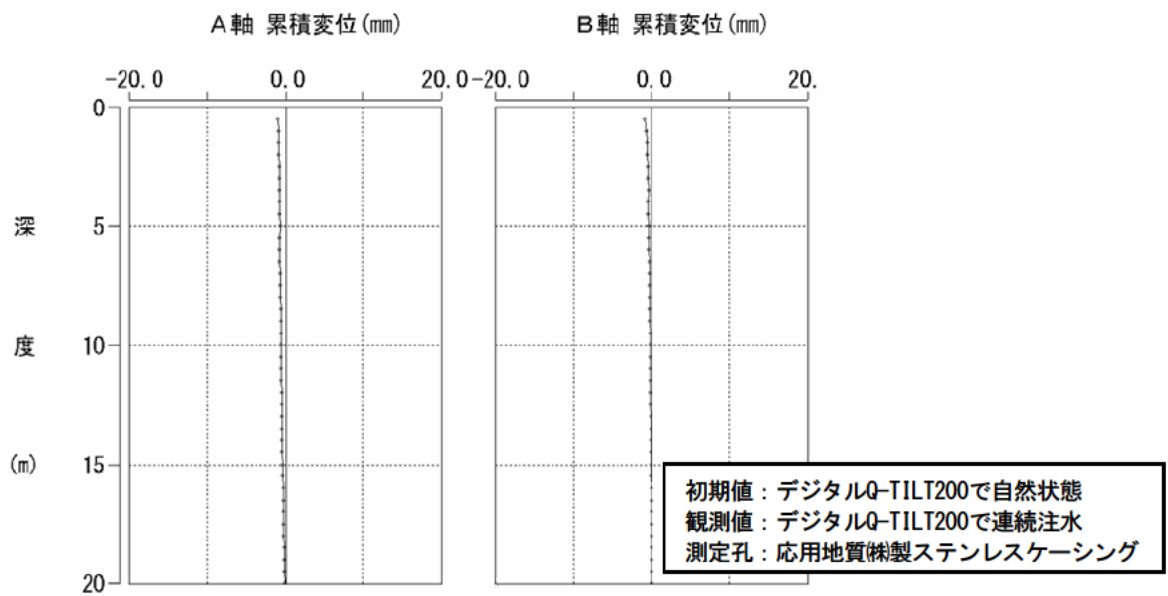 A軸 累積変位(㎜) B軸 累積変位(㎜)
-20.0 0.0 20.0 -20.0 0.0 20.
0
深 5
度 10
(m) 15
20
初期値：デジタルQ-TILT200で自然状態
観測値：デジタルQ-TILT200で連続注水
測定孔：応用地質㈱製ステンレスケーシング